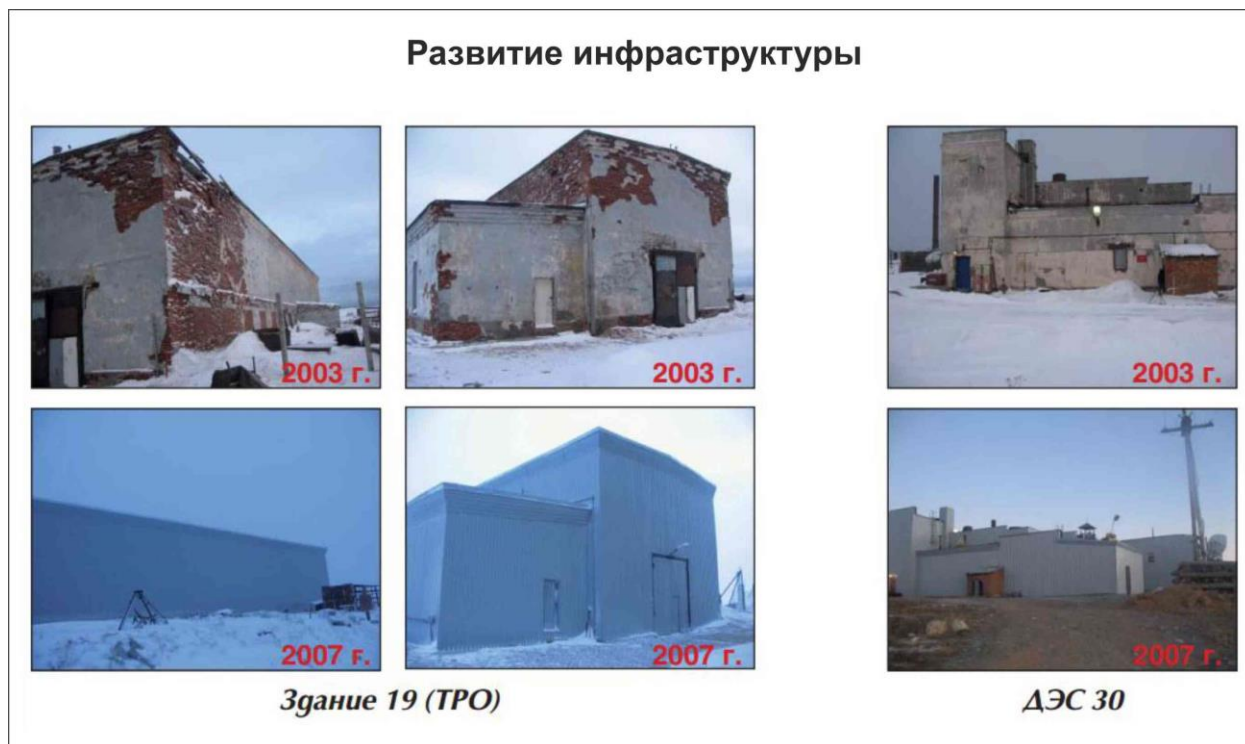 Развитие инфраструктуры
2003 г.
2003 г.
2003 г.
2007 г.
2007 г.
2007 г.
Здание 19 (ТРО)
ДЭС 30